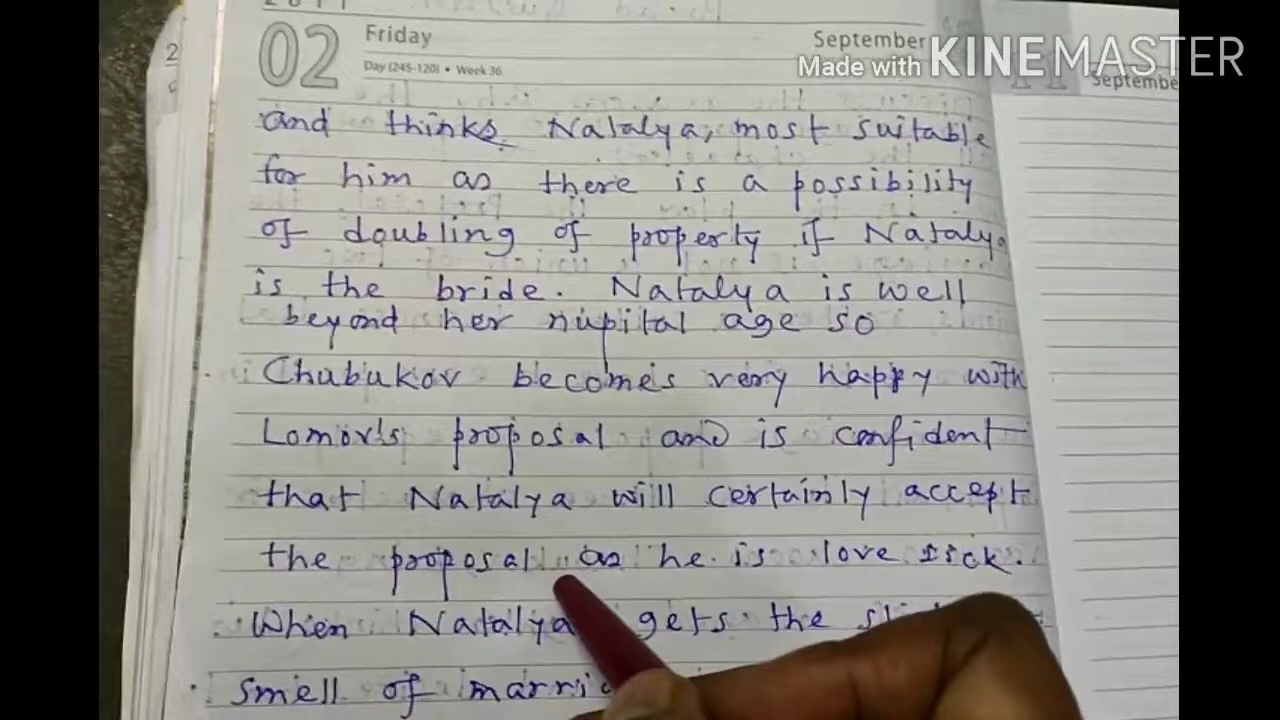 02
Friday
September
Day (245-120) • Week 36
Made with KINEMASTER
September
and thinks Natalya, most suitable
for him as there is a possibility
of doubling of property if Natalya
is the bride. Natalya is well
beyond her nupital age so
Chubukov becomes very happy with
Lomov's proposal and is confident
that Natalya will certainly accept
the proposal as he is love sick.
When Natalya gets the
smell of